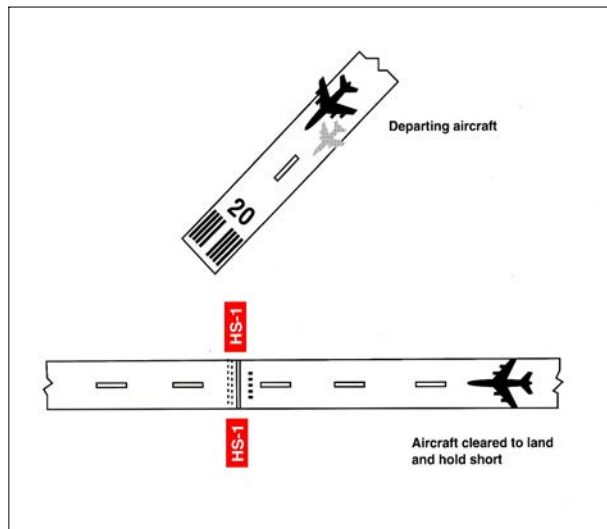 Departing aircraft
20
HS-1
HS-1
Aircraft cleared to land
and hold short